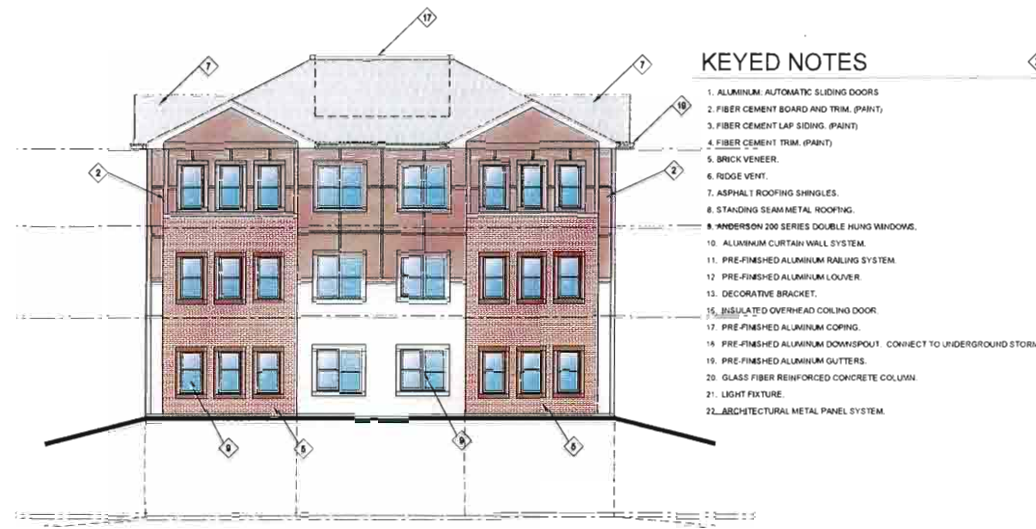 17
7
7
19
2
2
9
5
9
5
KEYED NOTES
1. ALUMINUM: AUTOMATIC SLIDING DOORS
2. FIBER CEMENT BOARD AND TRIM. (PAINT)
3. FIBER CEMENT LAP SIDING. (PAINT)
4. FIBER CEMENT TRIM. (PAINT)
5. BRICK VENEER.
6. RIDGE VENT.
7. ASPHALT ROOFING SHINGLES.
8. STANDING SEAM METAL ROOFING.
9. ANDERSON 200 SERIES DOUBLE HUNG WINDOWS.
10. ALUMINUM CURTAIN WALL SYSTEM.
11. PRE-FINISHED ALUMINUM RAILING SYSTEM.
12 PRE-FINISHED ALUMINUM LOUVER.
13. DECORATIVE BRACKET.
15. INSULATED OVERHEAD COILING DOOR.
17. PRE-FINISHED ALUMINUM COPING.
18 PRE-FINISHED ALUMINUM DOWNSPOUT. CONNECT TO UNDERGROUND STORM
19. PRE-FINISHED ALUMINUM GUTTERS.
20. GLASS FIBER REINFORCED CONCRETE COLUMN.
21. LIGHT FIXTURE.
22. ARCHITECTURAL METAL PANEL SYSTEM.